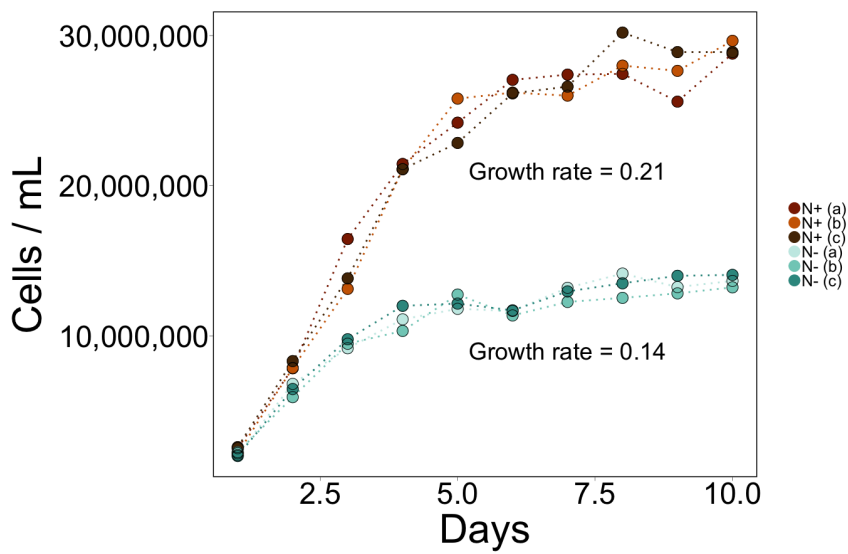 30,000,000
20,000,000
10,000,000
Cells / mL
Growth rate = 0.21
Growth rate = 0.14
2.5
5.0
7.5
10.0
Days
N+ (a)
N+ (b)
N+ (c)
N- (a)
N- (b)
N- (c)